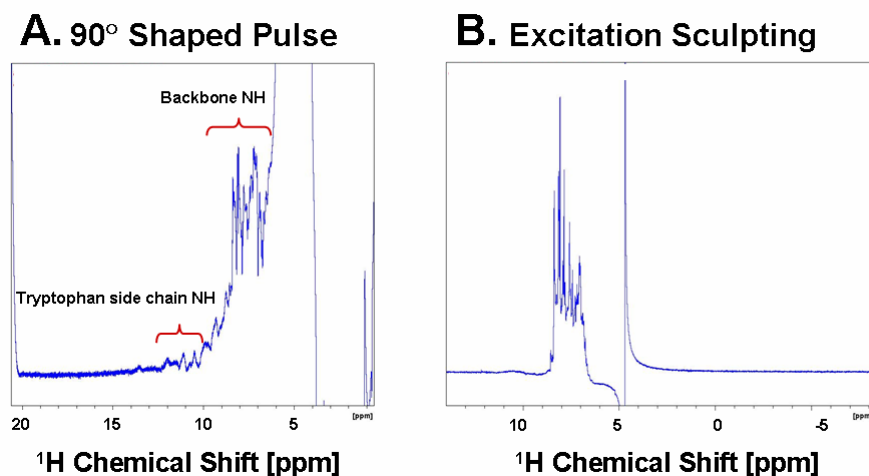 A. 90° Shaped Pulse
Backbone NH
Tryptophan side chain NH
20 15 10 5 [ppm]
¹H Chemical Shift [ppm]
B. Excitation Sculpting
10 5 0 -5 [ppm]
¹H Chemical Shift [ppm]